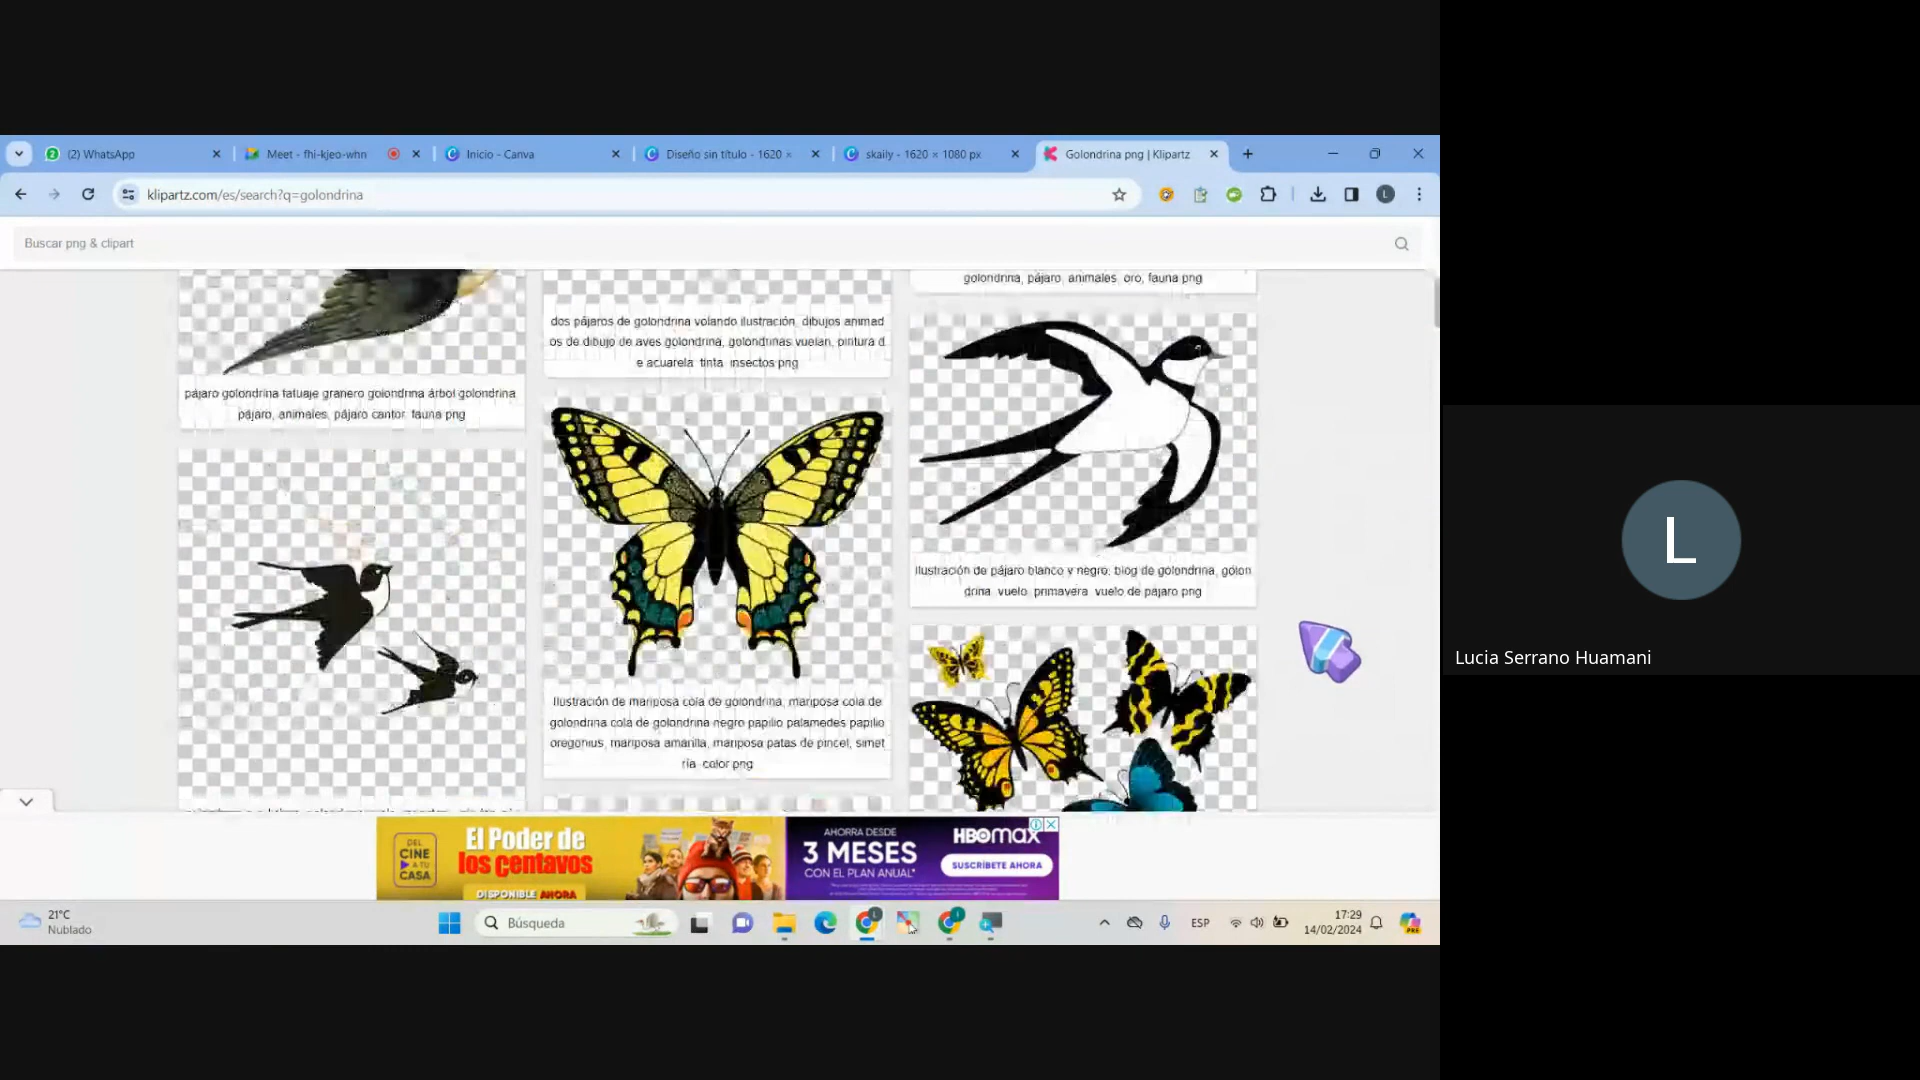 (2) WhatsApp
Meet - fhi-kjeo-whn
Inicio - Canva
Diseño sin título - 1620 ×
skaily - 1620 × 1080 px
Golondrina png | Klipartz
klipartz.com/es/search?q=golondrina
L
Buscar png & clipart
golondrina, pájaro, animales, oro, fauna png
dos pájaros de golondrina volando ilustración, dibujos animad
os de dibujo de aves golondrina, golondrinas vuelan, pintura d
e acuarela, tinta, insectos png
pájaro golondrina tatuaje granero golondrina árbol golondrina
pájaro, animales, pájaro cantor, fauna png
Ilustración de pájaro blanco y negro, blog de golondrina, golon
drina, vuelo, primavera, vuelo de pájaro png
Ilustración de mariposa cola de golondrina, mariposa cola de
golondrina cola de golondrina negro papilio palamedes papilio
oregonius, mariposa amarilla, mariposa patas de pincel, simet
ría, color png
DEL
CINE
A TU
CASA
El Poder de
los centavos
DISPONIBLE AHORA
AHORA DESDE
3 MESES
CON EL PLAN ANUAL*
HBOMAX
SUSCRÍBETE AHORA
21°C
Nublado
Búsqueda
ESP
17:29
14/02/2024
PRE
L
Lucia Serrano Huamani